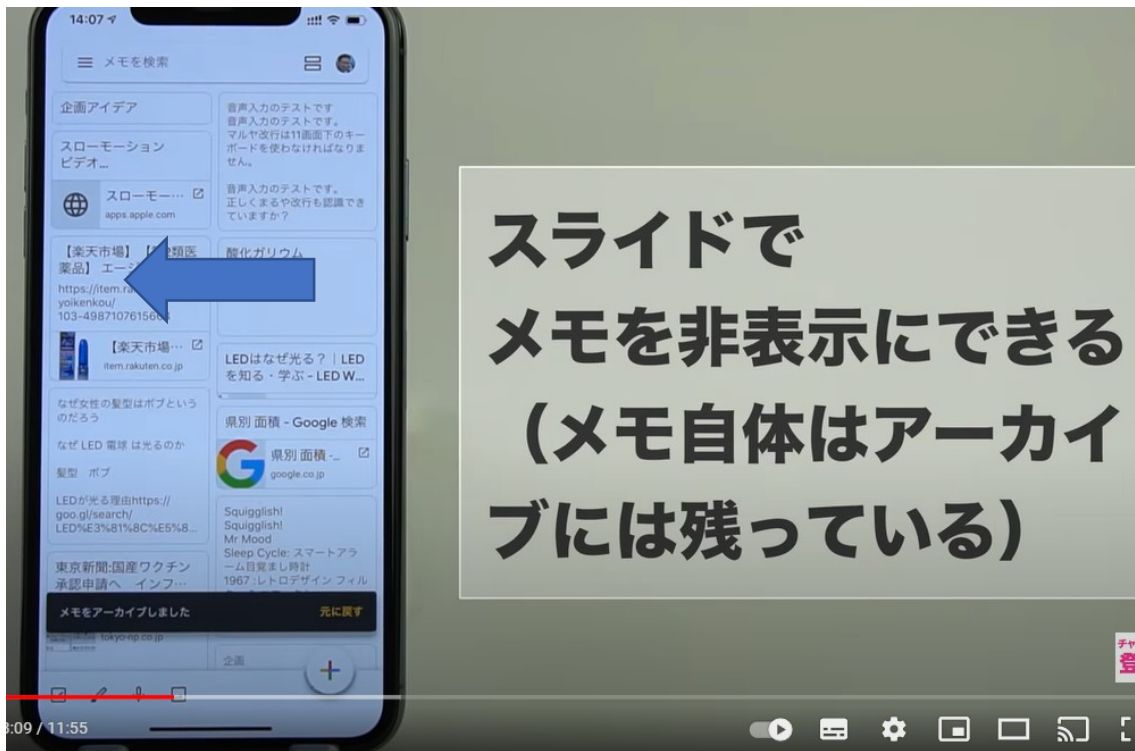 14:07
メモを検索
企画アイデア
スローモーション
ビデオ...
スローモー…
apps.apple.com
【楽天市場】
類医
薬品】 エージ
https://item.ra
yoikenkou/
103-4987107615664
【楽天市場…
item.rakuten.co.jp
なぜ女性の髪型はボブという
のだろう
なぜ LED 電球 は光るのか
髪型 ボブ
LEDが光る理由https://
goo.gl/search/
LED%E3%81%8C%E5%8...
東京新聞:国産ワクチン
承認申請へ インフ…
tokyo-np.co.jp
音声入力のテストです
音声入力のテストです。
マルヤ改行は11画面下のキー
ボードを使わなければなりま
せん。
音声入力のテストです。
正しくまるや改行も認識でき
ていますか？
酸化ガリウム
LEDはなぜ光る？ | LED
を知る・学ぶ – LED W...
県別 面積 – Google 検索
県別 面積 -...
google.co.jp
Squigglish!
Squigglish!
Mr Mood
Sleep Cycle: スマートアラ
ーム目覚まし時計
1967 :レトロデザイン フィル
企画
メモをアーカイブしました
元に戻す
スライドで
メモを非表示にできる
（メモ自体はアーカイ
ブには残っている）
チャ
登
3:09 / 11:55